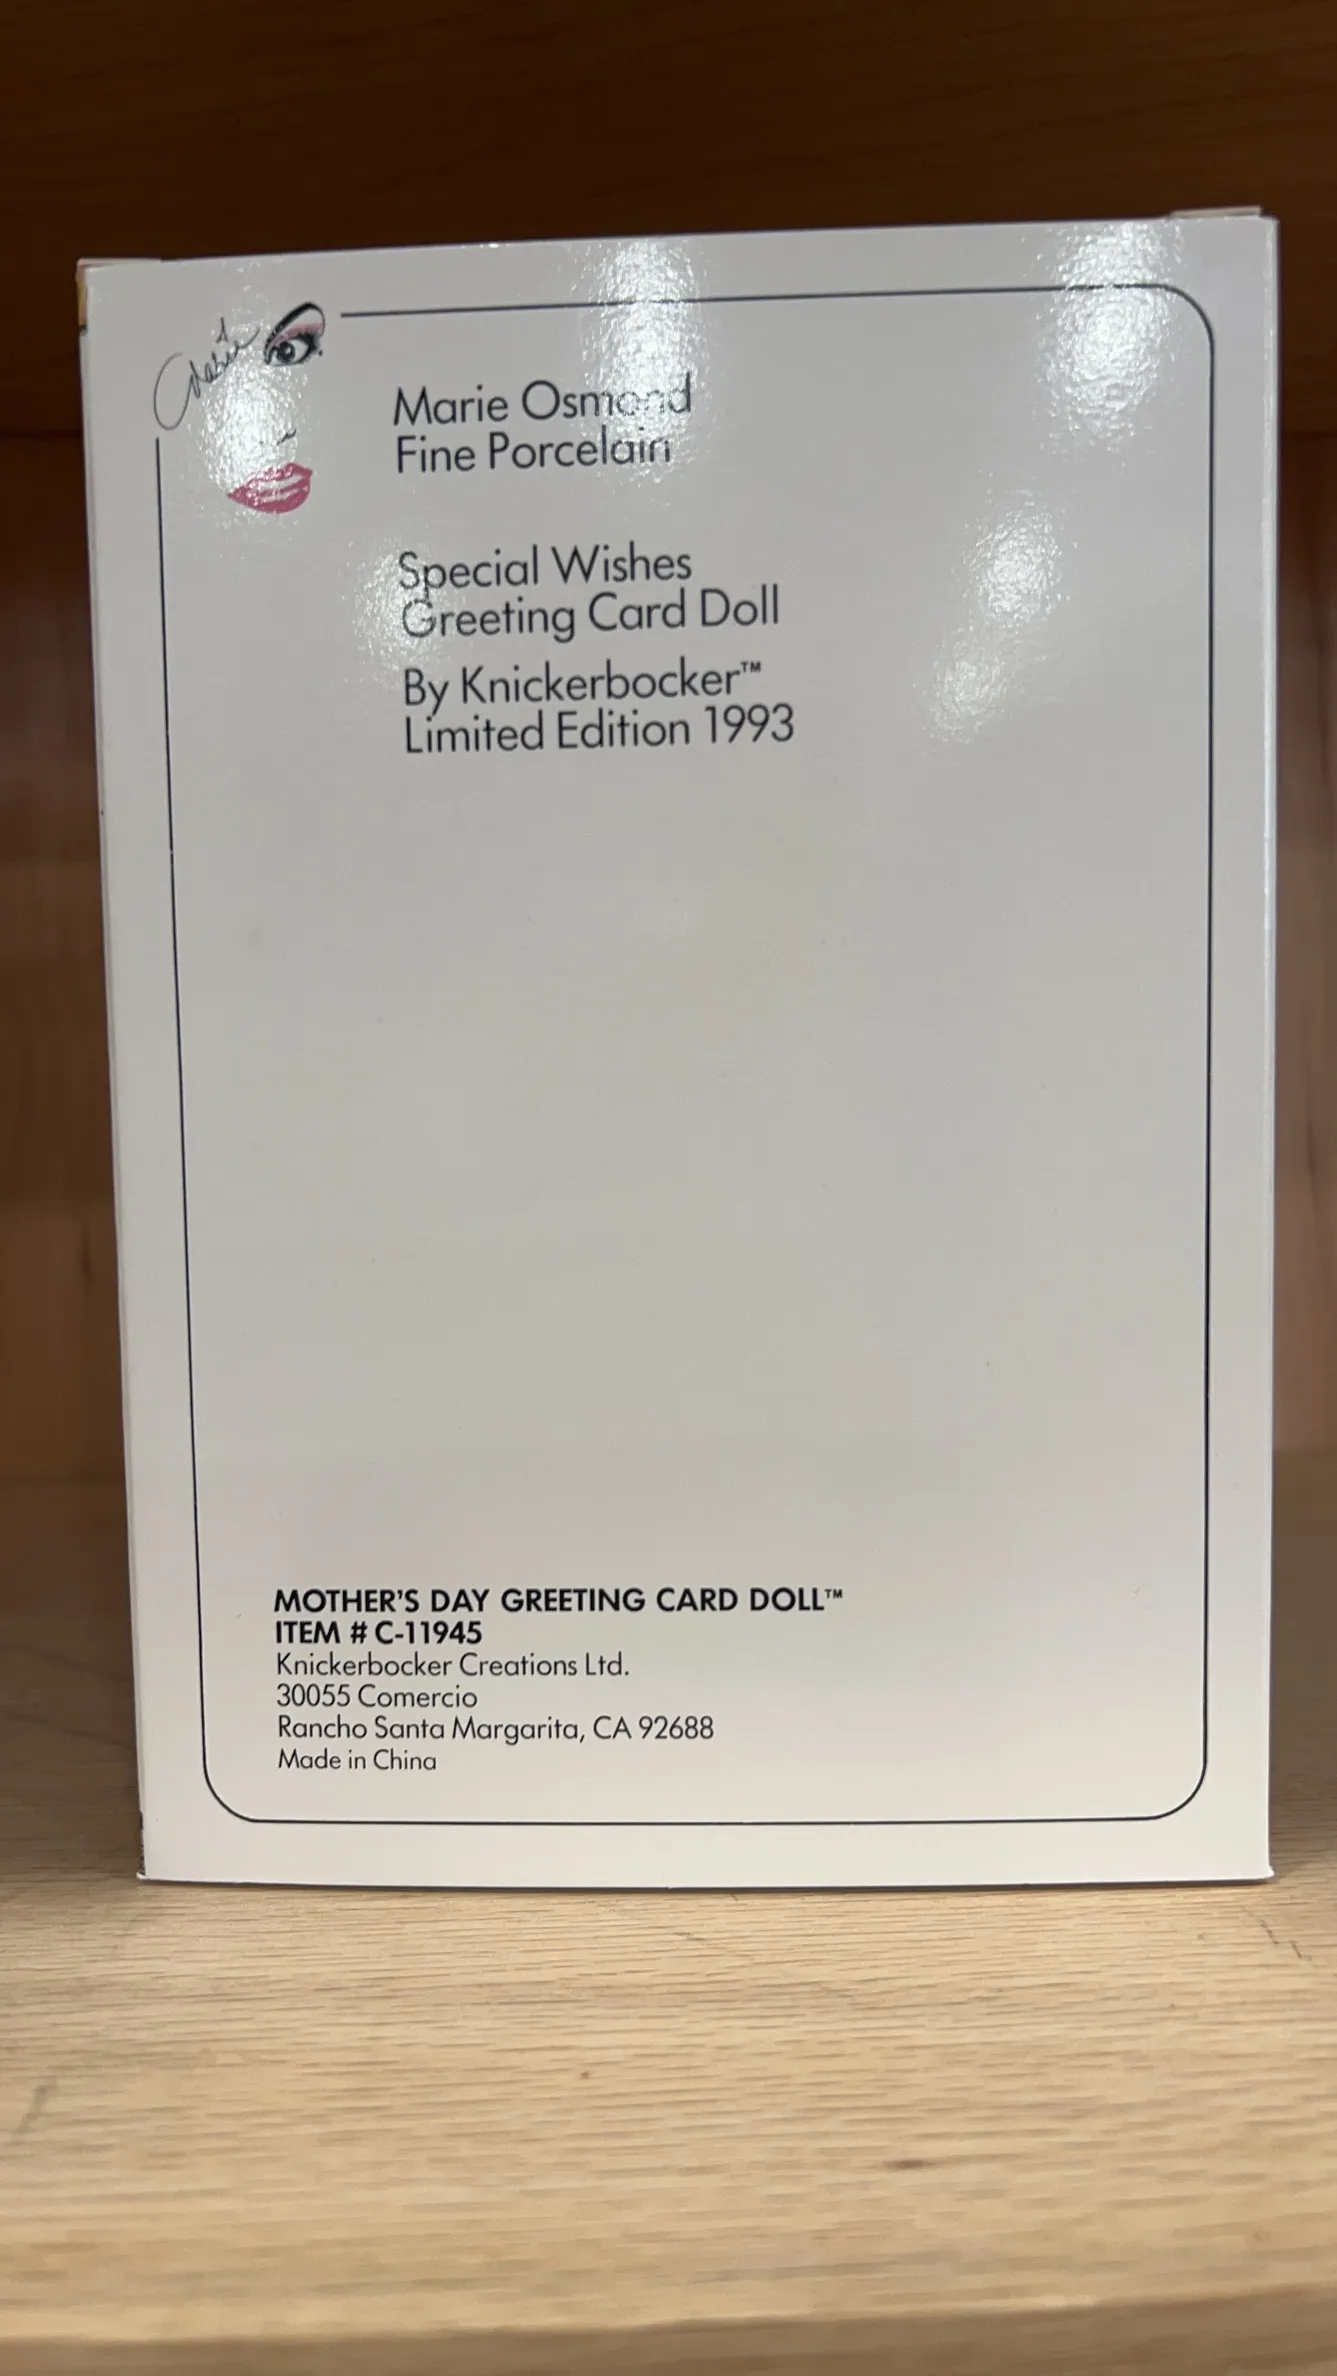 Marie
Marie Osmond
Fine Porcelain
Special Wishes
Greeting Card Doll
By Knickerbocker™
Limited Edition 1993
MOTHER'S DAY GREETING CARD DOLL™
ITEM # C-11945
Knickerbocker Creations Ltd.
30055 Comercio
Rancho Santa Margarita, CA 92688
Made in China